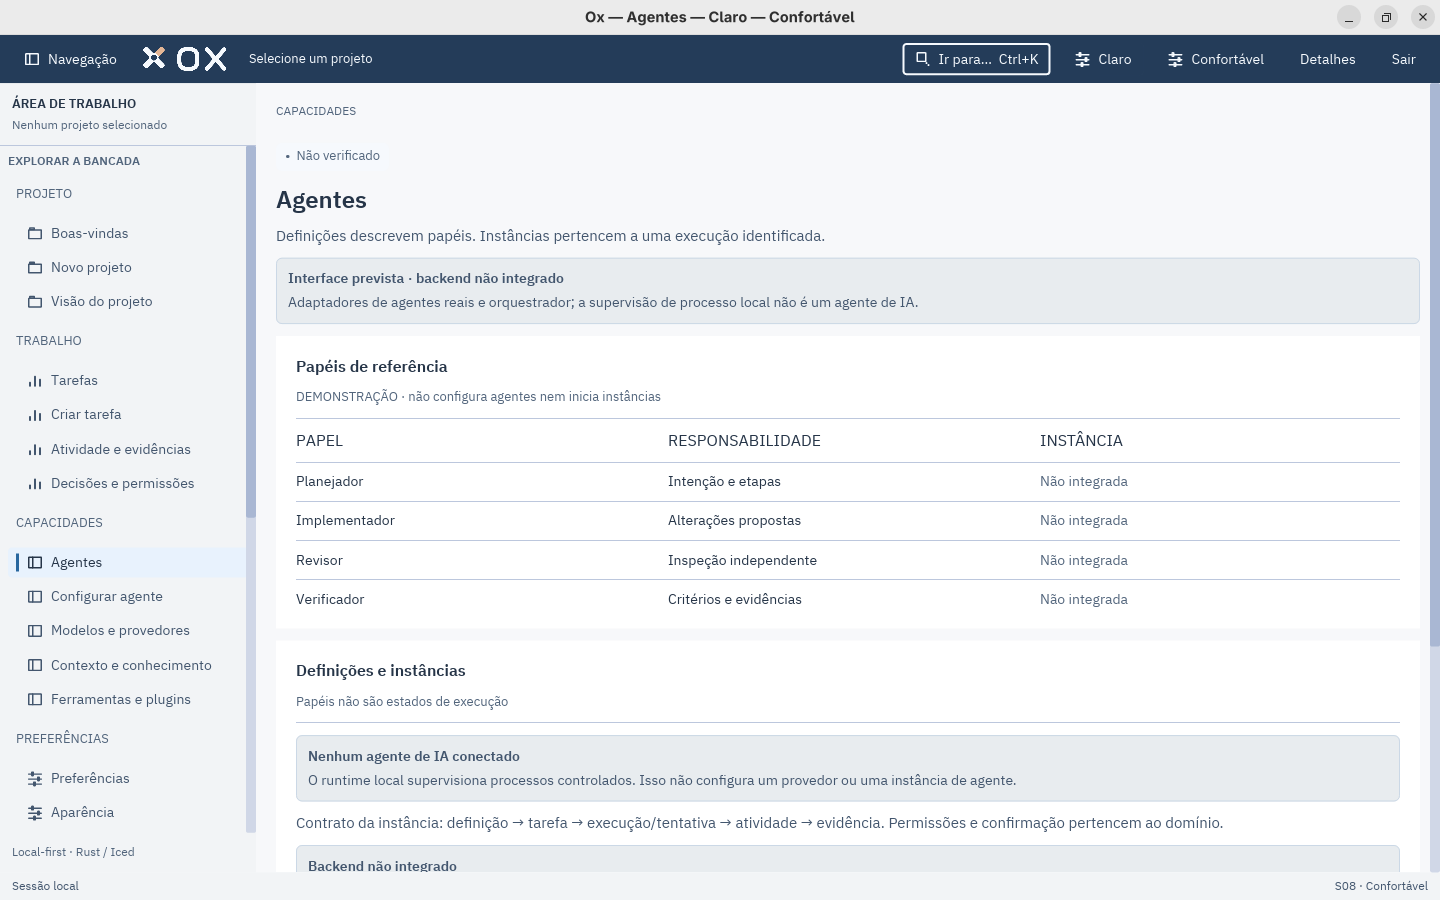 Ox — Agentes — Claro — Confortável
Navegação
OX
Selecione um projeto
Ir para... Ctrl+K
Claro
Confortável
Detalhes
Sair
ÁREA DE TRABALHO
Nenhum projeto selecionado
EXPLORAR A BANCADA
PROJETO
Boas-vindas
Novo projeto
Visão do projeto
TRABALHO
Tarefas
Criar tarefa
Atividade e evidências
Decisões e permissões
CAPACIDADES
Agentes
Configurar agente
Modelos e provedores
Contexto e conhecimento
Ferramentas e plugins
PREFERÊNCIAS
Preferências
Aparência
Local-first · Rust / Iced
CAPACIDADES
• Não verificado
Agentes
Definições descrevem papéis. Instâncias pertencem a uma execução identificada.
Interface prevista · backend não integrado
Adaptadores de agentes reais e orquestrador; a supervisão de processo local não é um agente de IA.
Papéis de referência
DEMONSTRAÇÃO · não configura agentes nem inicia instâncias
PAPEL RESPONSABILIDADE INSTÂNCIA
Planejador Intenção e etapas Não integrada
Implementador Alterações propostas Não integrada
Revisor Inspeção independente Não integrada
Verificador Critérios e evidências Não integrada
Definições e instâncias
Papéis não são estados de execução
Nenhum agente de IA conectado
O runtime local supervisiona processos controlados. Isso não configura um provedor ou uma instância de agente.
Contrato da instância: definição → tarefa → execução/tentativa → atividade → evidência. Permissões e confirmação pertencem ao domínio.
Backend não integrado
Sessão local
S08 · Confortável